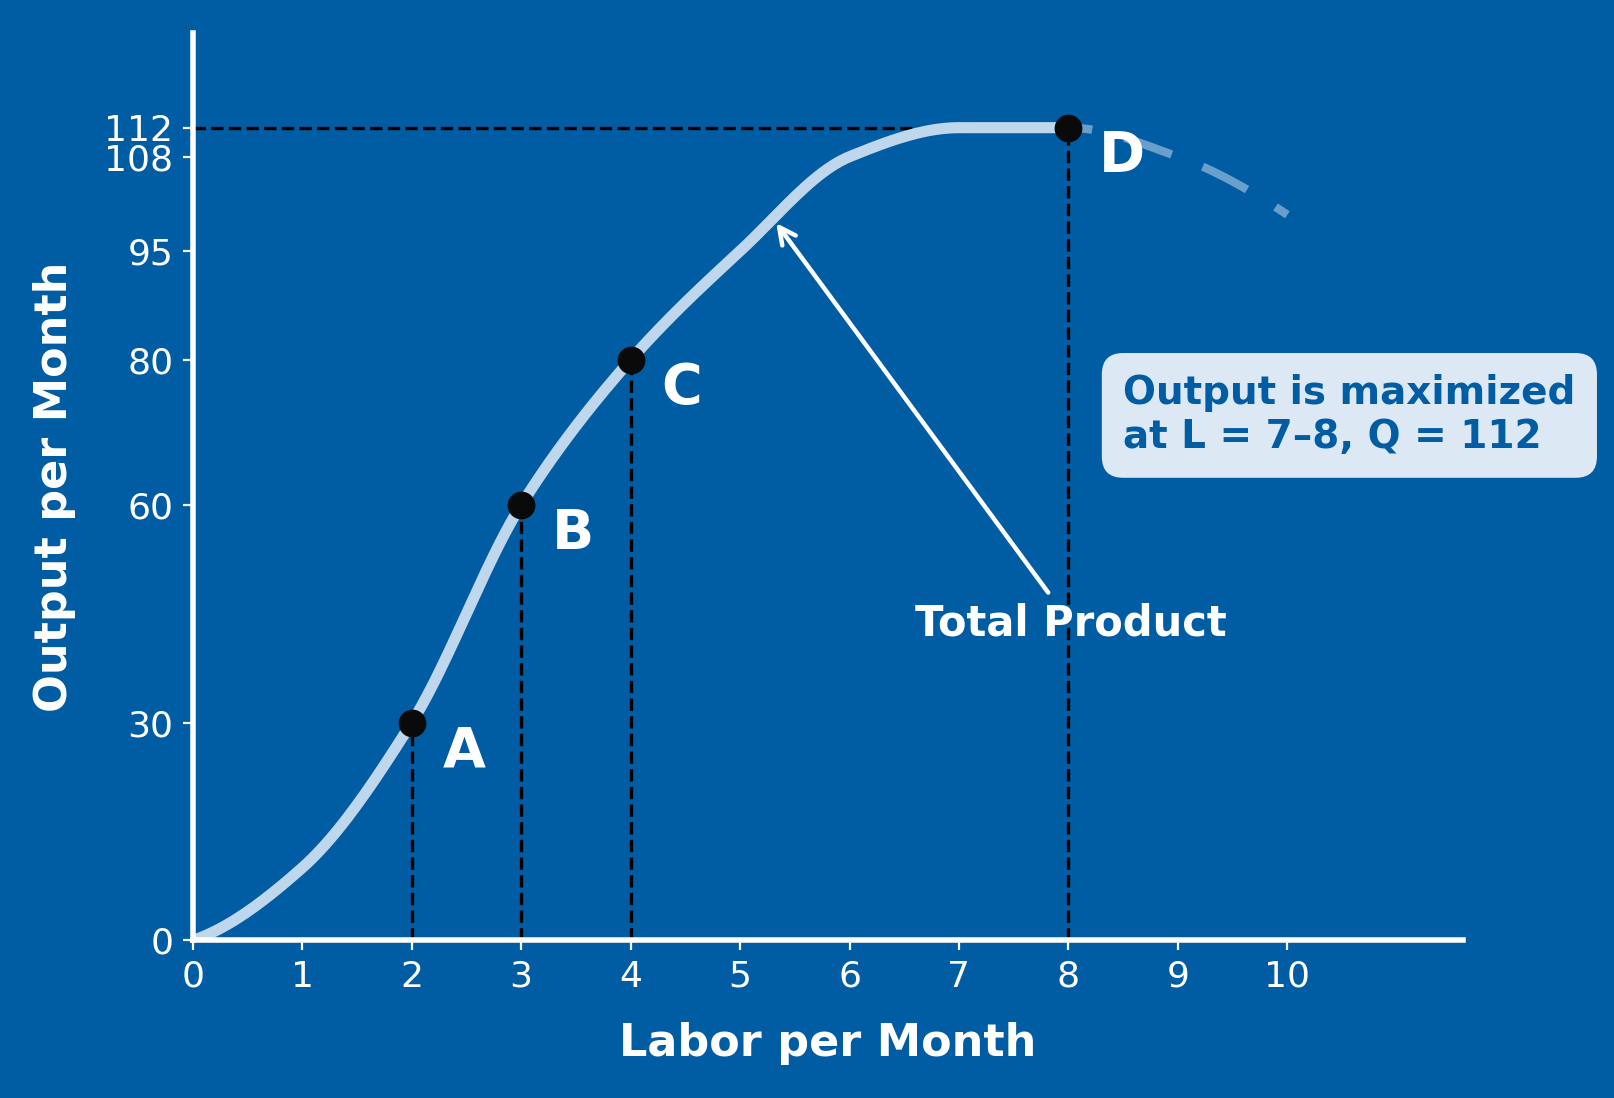 Output per Month
112
108
95
80
60
30
0
D
C
B
A
Output is maximized
at L = 7–8, Q = 112
Total Product
0 1 2 3 4 5 6 7 8 9 10
Labor per Month